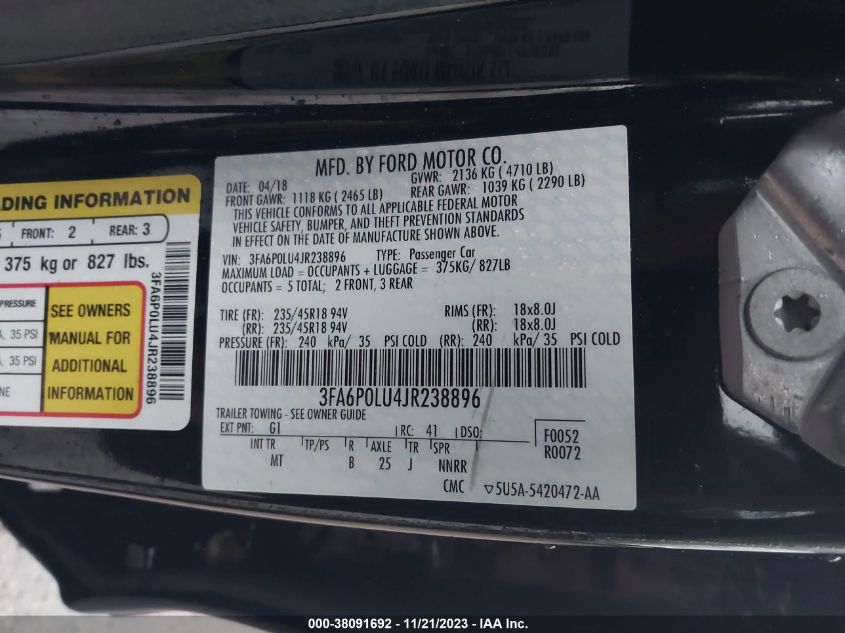 MFD. BY FORD MOTOR CO.
DATE: 04/18 GVWR: 2136 KG ( 4710 LB)
FRONT GAWR: 1118 KG ( 2465 LB) REAR GAWR: 1039 KG ( 2290 LB)
THIS VEHICLE CONFORMS TO ALL APPLICABLE FEDERAL MOTOR
VEHICLE SAFETY, BUMPER, AND THEFT PREVENTION STANDARDS
IN EFFECT ON THE DATE OF MANUFACTURE SHOWN ABOVE.
VIN: 3FA6P0LU4JR238896 TYPE: Passenger Car
MAXIMUM LOAD = OCCUPANTS + LUGGAGE = 375KG/ 827LB
OCCUPANTS = 5 TOTAL; 2 FRONT, 3 REAR
TIRE (FR): 235/45R18 94V RIMS (FR): 18x8.0J
(RR): 235/45R18 94V (RR): 18x8.0J
PRESSURE (FR): 240 kPa/ 35 PSI COLD (RR): 240 kPa/ 35 PSI COLD
3FA6P0LU4JR238896
TRAILER TOWING - SEE OWNER GUIDE
EXT PNT: G1 RC: 41 DSO: F0052
INT TR TP/PS R AXLE TR SPR R0072
MT B 25 J NNRR
CMC ▽5U5A-5420472-AA
ADING INFORMATION
FRONT: 2 REAR: 3
375 kg or 827 lbs.
PRESSURE SEE OWNERS
35 PSI MANUAL FOR
35 PSI ADDITIONAL
INFORMATION
3FA6P0LU4JR238896
000-38091692 - 11/21/2023 - IAA Inc.